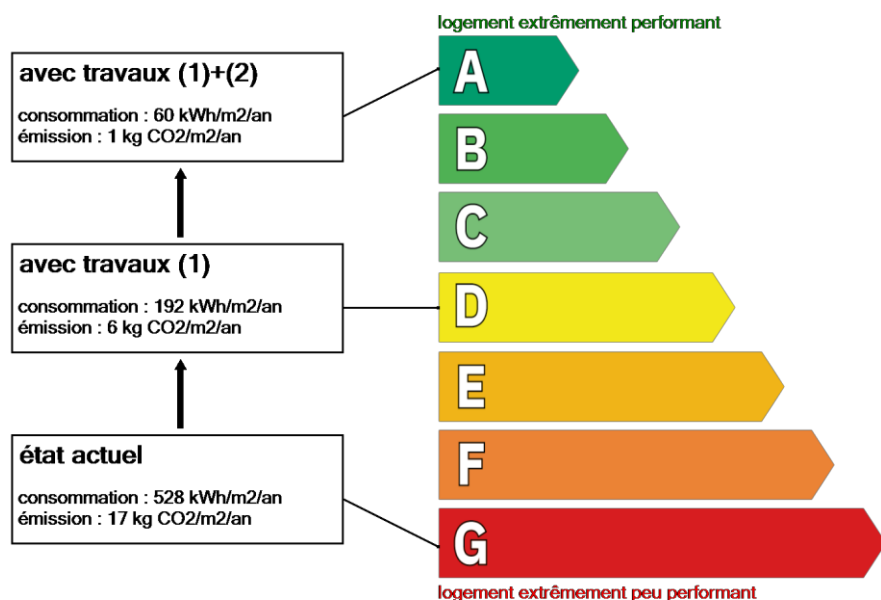 logement extrêmement performant
avec travaux (1)+(2)
consommation : 60 kWh/m2/an
émission : 1 kg CO2/m2/an
avec travaux (1)
consommation : 192 kWh/m2/an
émission : 6 kg CO2/m2/an
état actuel
consommation : 528 kWh/m2/an
émission : 17 kg CO2/m2/an
A
B
C
D
E
F
G
logement extrêmement peu performant